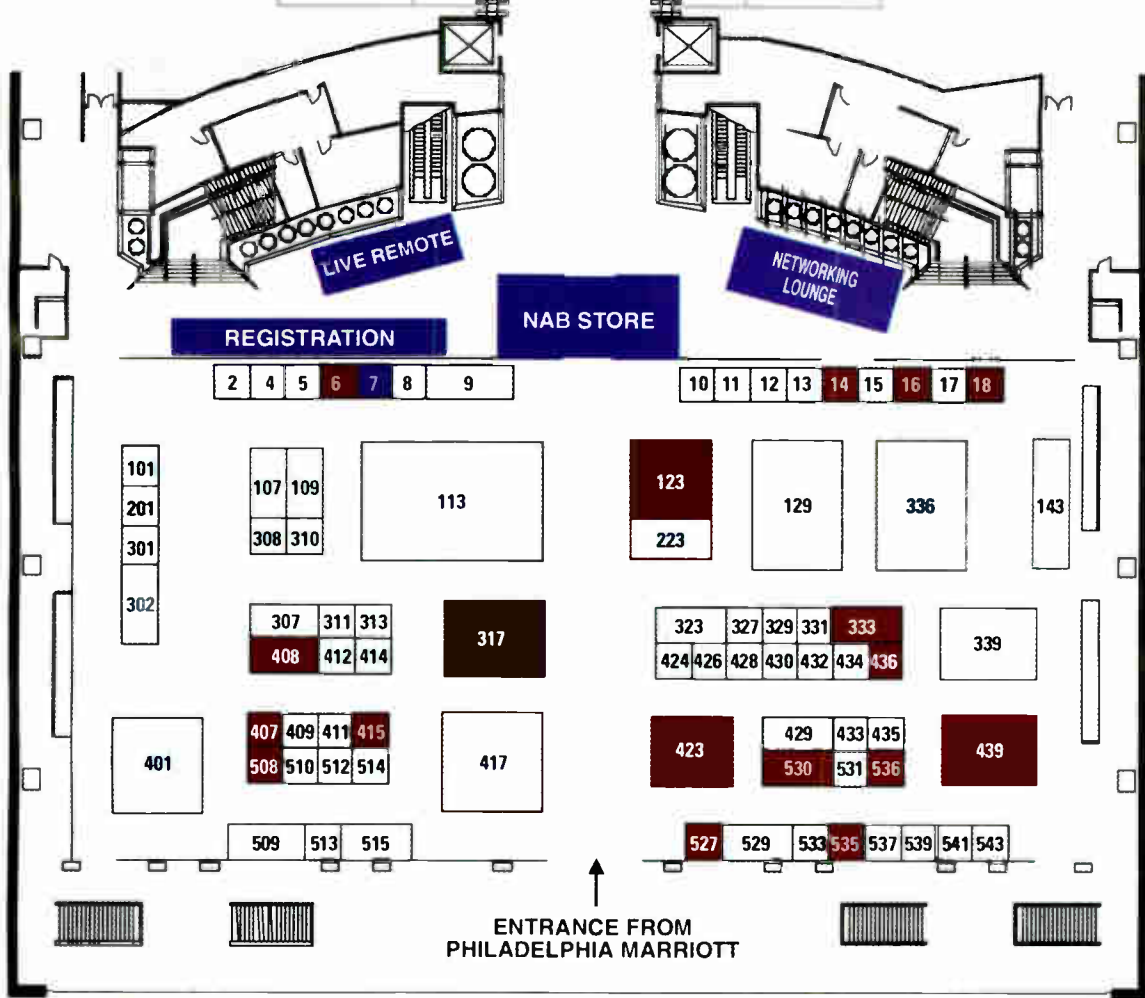 LIVE REMOTE
NETWORKING
LOUNGE
NAB STORE
REGISTRATION
2 4 5 6 7 8 9
10 11 12 13 14 15 16 17 18
101
201
301
302
107 109
308 310
113
123
223
129
336
143
307 311 313
408 412 414
317
323 327 329 331 333
424 426 428 430 432 434 436
339
401
407 409 411 415
508 510 512 514
417
423
429 433 435
530 531 536
439
509 513 515
527 529 533 535 537 539 541 543
ENTRANCE FROM
PHILADELPHIA MARRIOTT